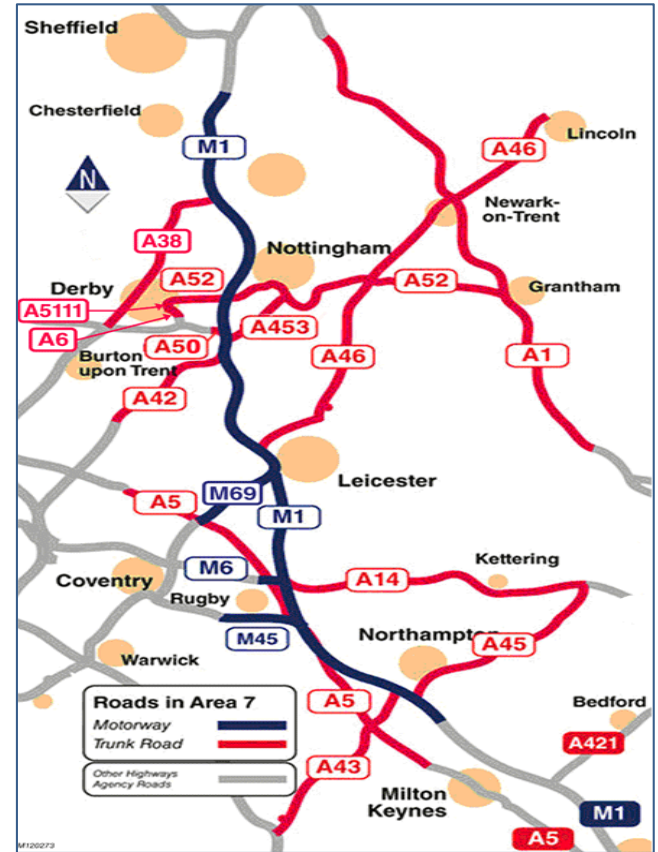 Sheffield
Chesterfield
M1
Lincoln
A46
N
Newark-
on-Trent
A38
Nottingham
Derby
A52
A52
Grantham
A5111
A453
A6
A50
Burton
upon Trent
A46
A1
A42
Leicester
M69
A5
M1
M6
A14
Kettering
Coventry
Rugby
M45
Northampton
A45
Warwick
Roads in Area 7
Motorway
Trunk Road
Other Highways
Agency Roads
A5
Bedford
A421
A43
Milton
Keynes
M1
A5
M120273